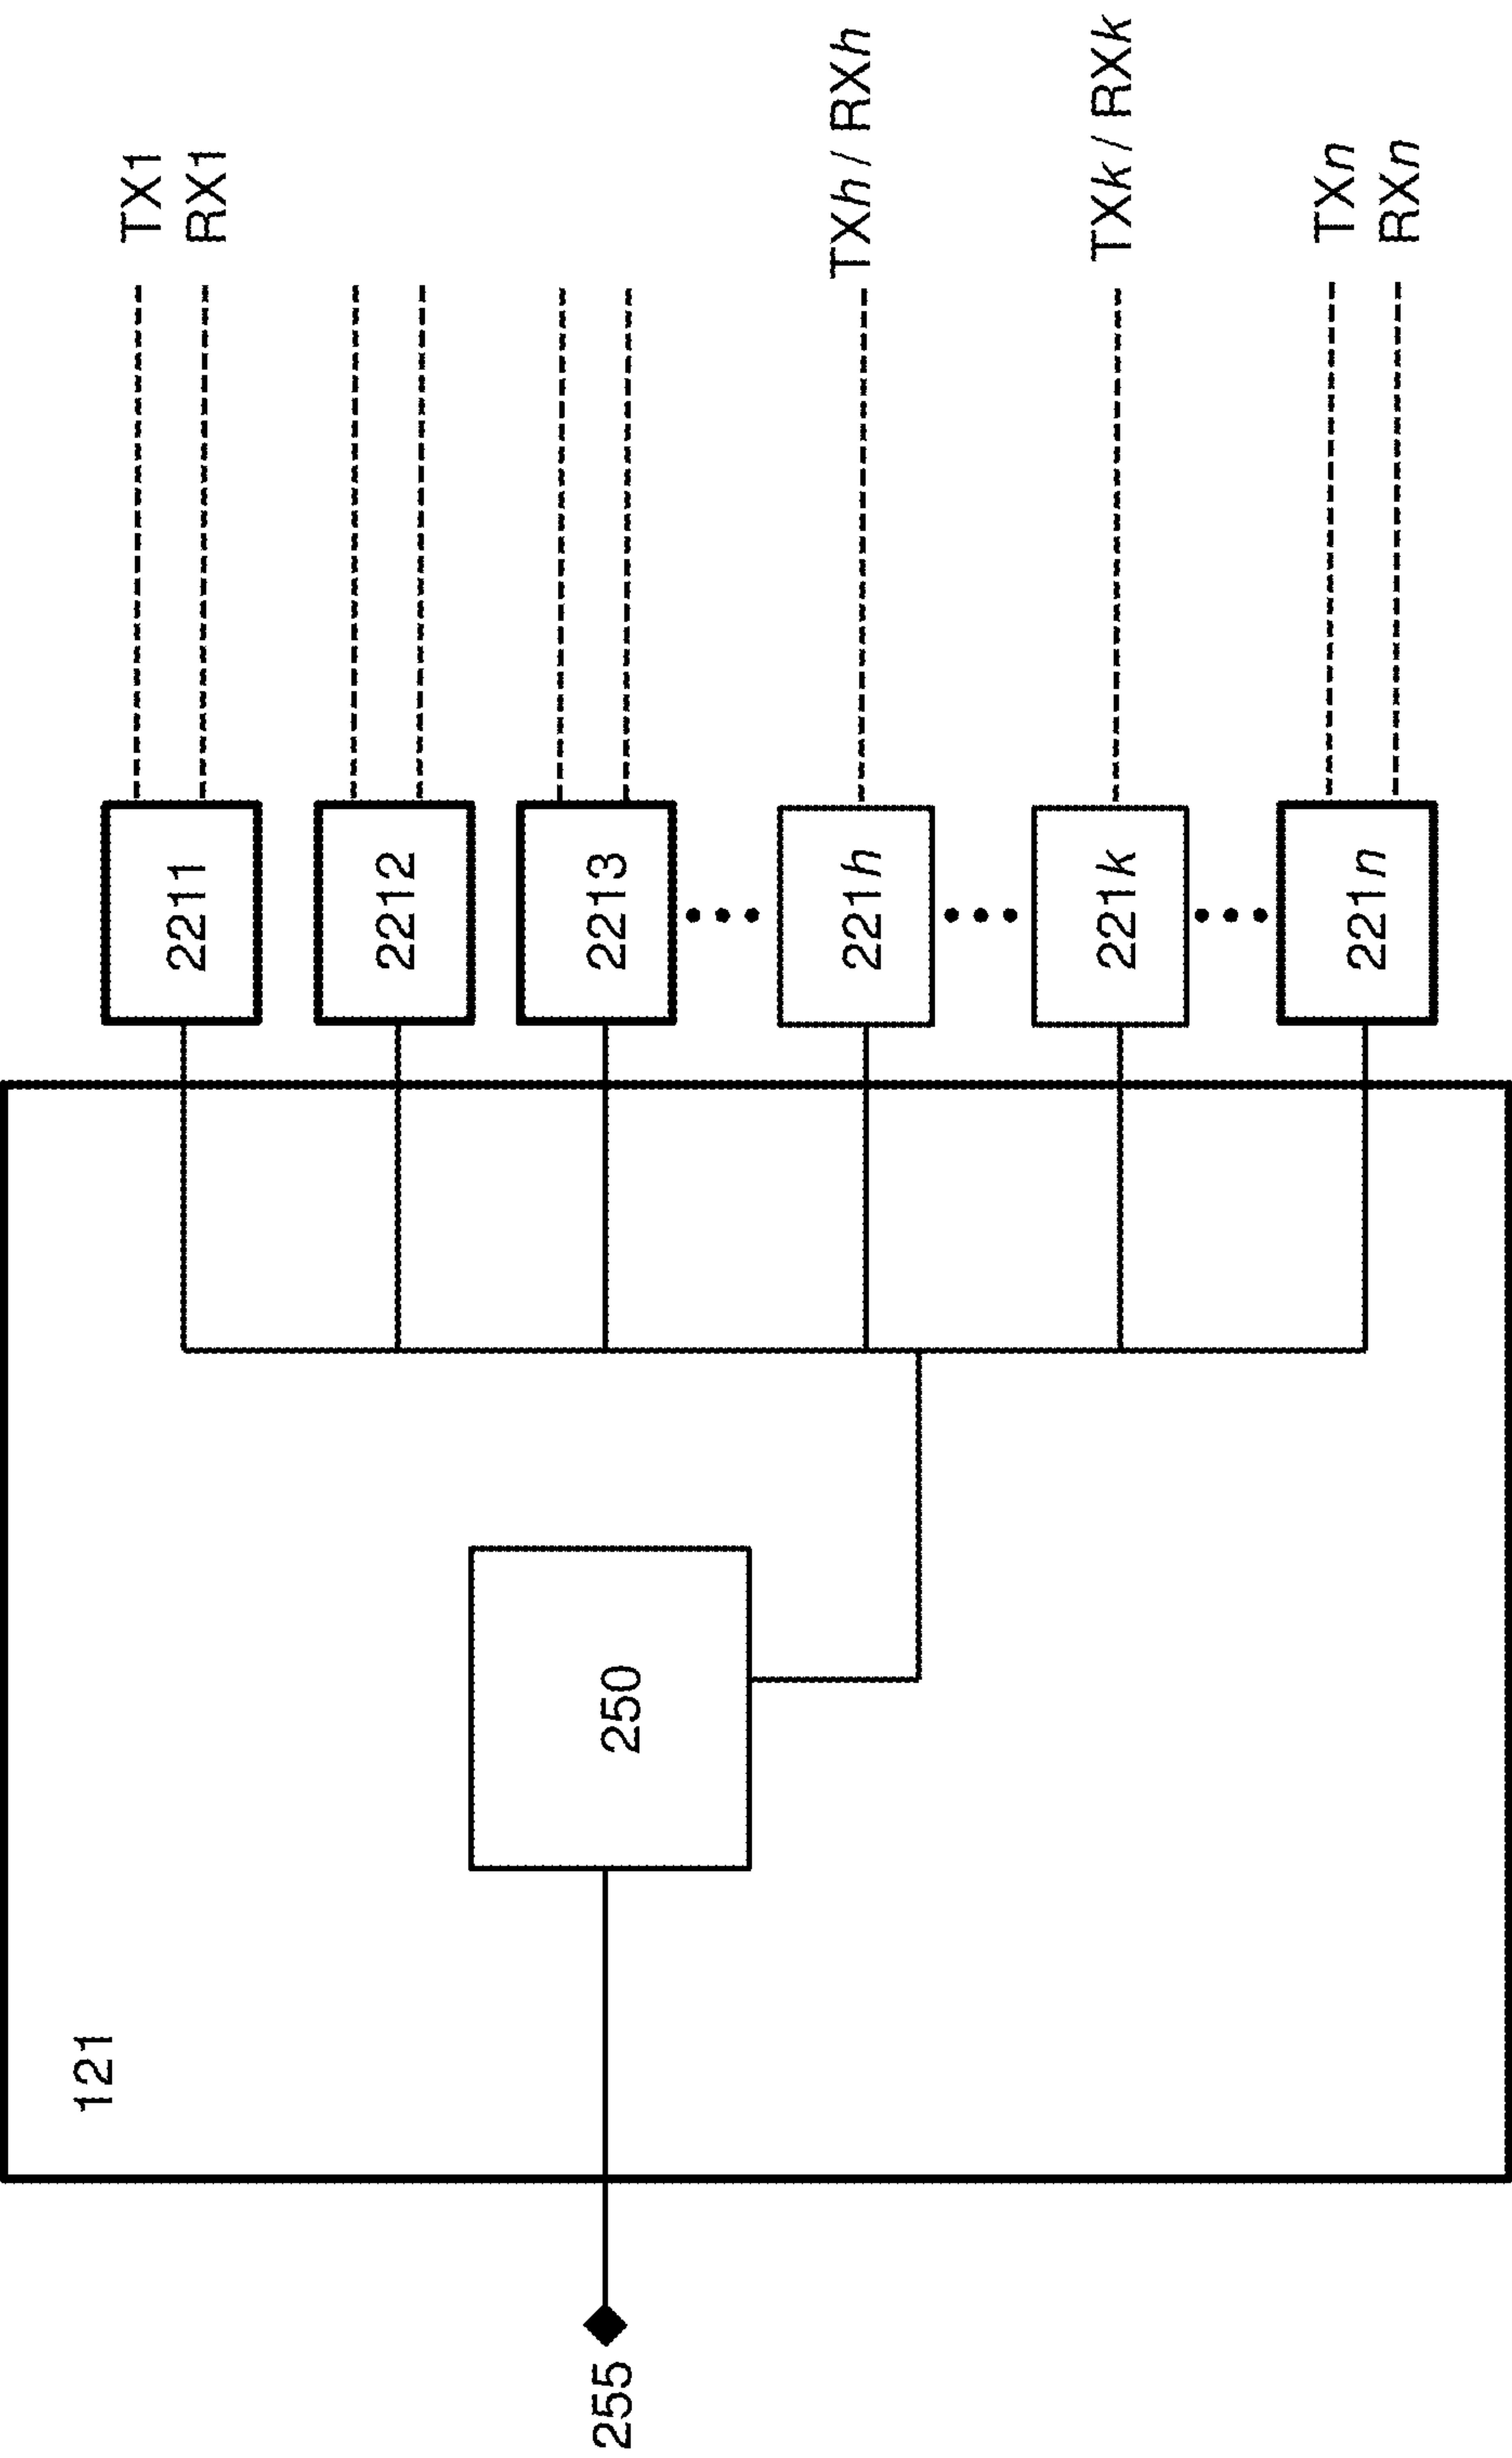 121
255
250
2211
2212
2213
221h
221k
221n
TX1
RX1
TXh / RXh
TXk / RXk
TXn
RXn